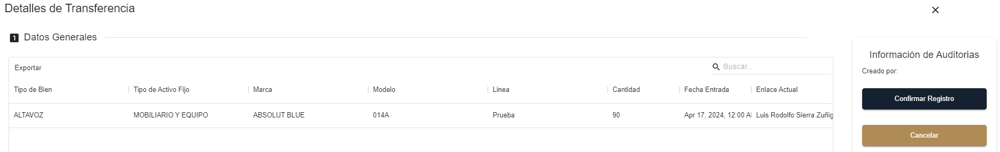 Detalles de Transferencia
1 Datos Generales
Exportar
Buscar...
Tipo de Bien Tipo de Activo Fijo Marca Modelo Linea Cantidad Fecha Entrada Enlace Actual
ALTAVOZ MOBILIARIO Y EQUIPO ABSOLUT BLUE 014A Prueba 90 Apr 17, 2024, 12:00 Luis Rodolfo Sierra Zuñig
Información de Auditorias
Creado por:
Confirmar Registro
Cancelar